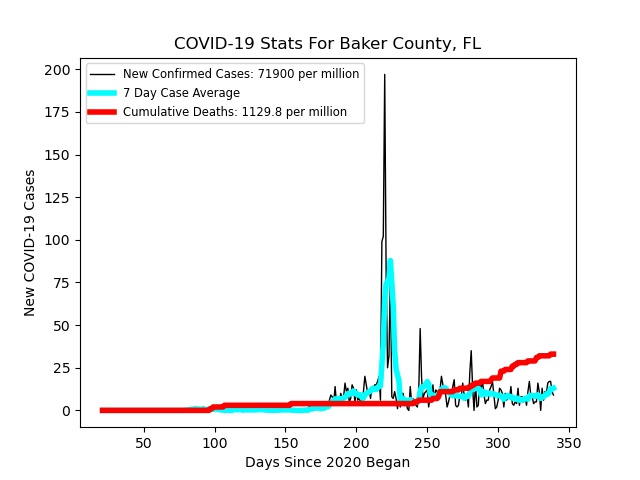 COVID-19 Stats For Baker County, FL
New Confirmed Cases: 71900 per million
7 Day Case Average
Cumulative Deaths: 1129.8 per million
New COVID-19 Cases
200
175
150
125
100
75
50
25
0
50
100
150
200
250
300
350
Days Since 2020 Began